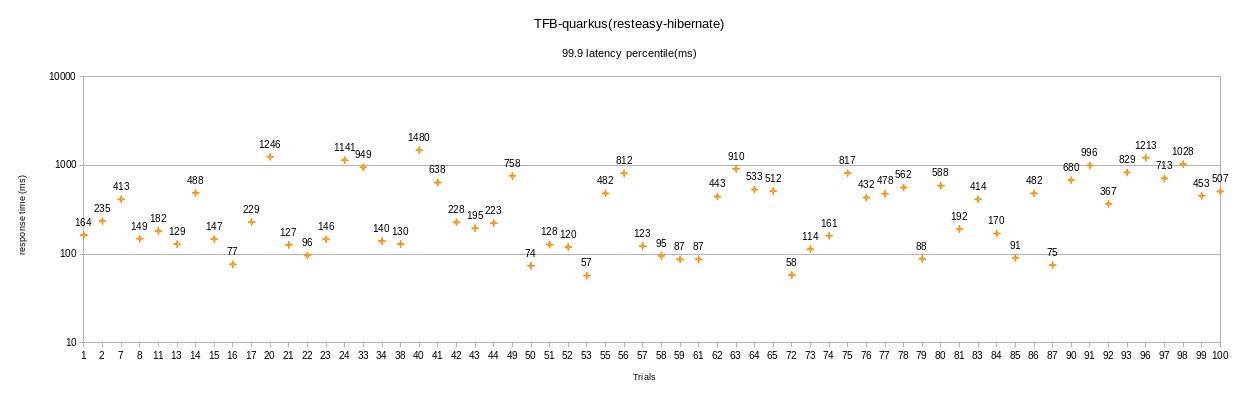 TFB-quarkus(resteasy-hibernate)
99.9 latency percentile(ms)
10000
1000
100
10
response time (ms)
164 235 413 149 182 129 488 147 77 229 1246 127 96 146 1141 949 140 130 1480 638 228 195 223 758 74 128 120 57 482 812 123 95 87 87 443 910 533 512 58 114 161 817 432 478 562 88 588 192 414 170 91 482 75 680 996 367 829 1213 713 1028 453 507
1 2 7 8 11 13 14 15 16 17 20 21 22 23 24 33 34 38 40 41 42 43 44 49 50 51 52 53 55 56 57 58 59 61 62 63 64 65 72 73 74 75 76 77 78 79 80 81 83 84 85 86 87 90 91 92 93 96 97 98 99 100
Trials